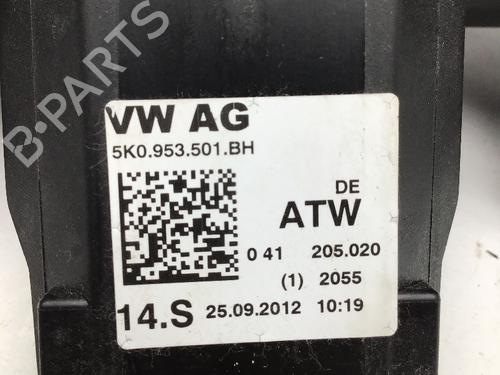 VW AG
5K0.953.501.BH
DE
ATW
0 41 205.020
(1) 2055
14.S 25.09.2012 10:19
B-PARTS